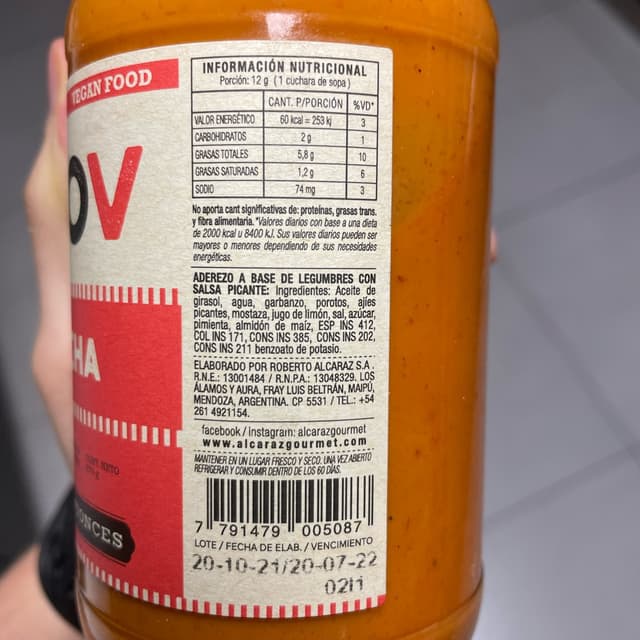 VEGAN FOOD
OV
HA
CONT. NETO
ONCES
INFORMACIÓN NUTRICIONAL
Porción: 12 g (1 cuchara de sopa)
CANT. P/PORCIÓN %VD*
VALOR ENERGÉTICO 60 kcal = 253 kj 3
CARBOHIDRATOS 2 g 1
GRASAS TOTALES 5,8 g 10
GRASAS SATURADAS 1,2 g 6
SODIO 74 mg 3
No aporta cant significativas de: proteínas, grasas trans.
y fibra alimentaria. *Valores diarios con base a una dieta
de 2000 kcal u 8400 kJ. Sus valores diarios pueden ser
mayores o menores dependiendo de sus necesidades
energéticas.
ADEREZO A BASE DE LEGUMBRES CON
SALSA PICANTE: Ingredientes: Aceite de
girasol, agua, garbanzo, porotos, ajíes
picantes, mostaza, jugo de limón, sal, azúcar,
pimienta, almidón de maíz, ESP INS 412,
COL INS 171, CONS INS 385, CONS INS 202,
CONS INS 211 benzoato de potasio.
ELABORADO POR ROBERTO ALCARAZ S.A.
R.N.E.: 13001484 / R.N.P.A.: 13048329. LOS
ÁLAMOS Y AURA, FRAY LUIS BELTRÁN, MAIPÚ,
MENDOZA, ARGENTINA. CP 5531 / TEL.: +54
261 4921154.
facebook / instagram: alcarazgourmet
www.alcarazgourmet.com
MANTENER EN UN LUGAR FRESCO Y SECO. UNA VEZ ABIERTO
REFRIGERAR Y CONSUMIR DENTRO DE LOS 60 DÍAS.
7 791479 005087
LOTE / FECHA DE ELAB. / VENCIMIENTO
20-10-21/20-07-22
0211